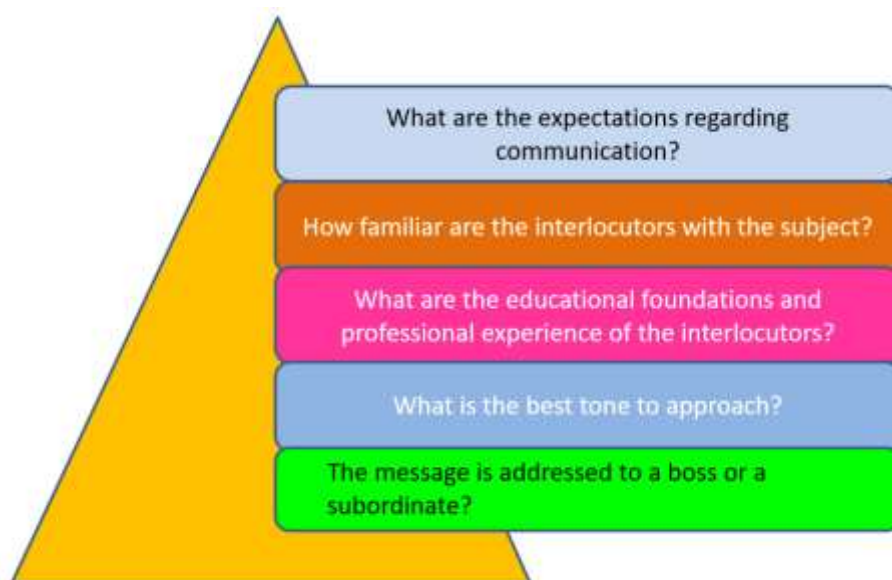 What are the expectations regarding
communication?
How familiar are the interlocutors with the subject?
What are the educational foundations and
professional experience of the interlocutors?
What is the best tone to approach?
The message is addressed to a boss or a
subordinate?